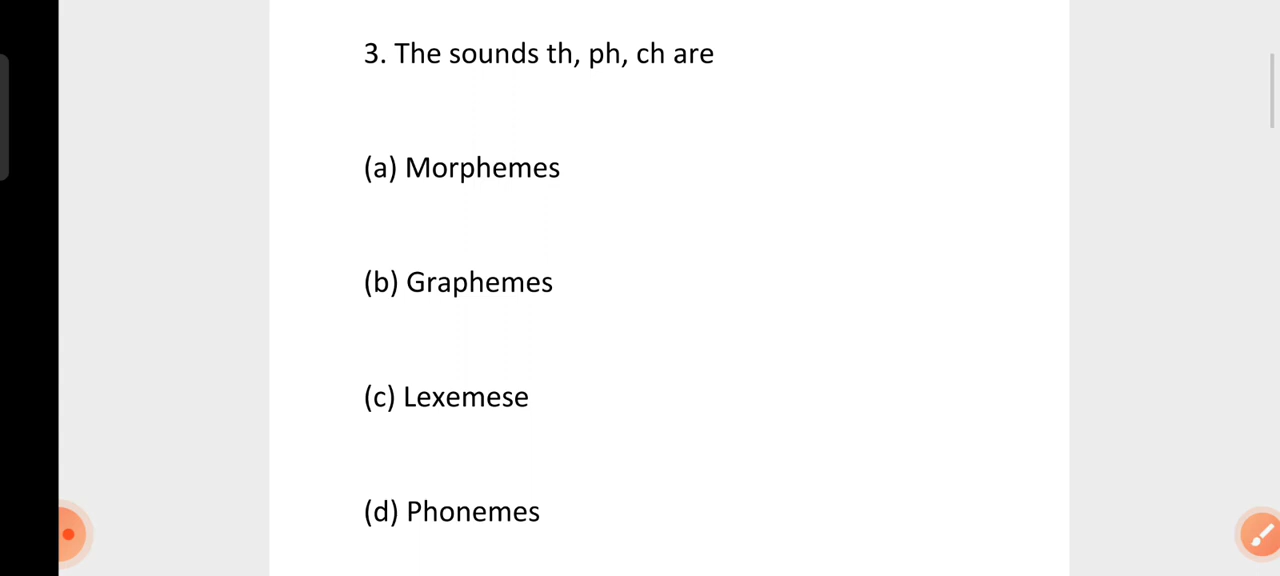 3. The sounds th, ph, ch are
(a) Morphemes
(b) Graphemes
(c) Lexemese
(d) Phonemes